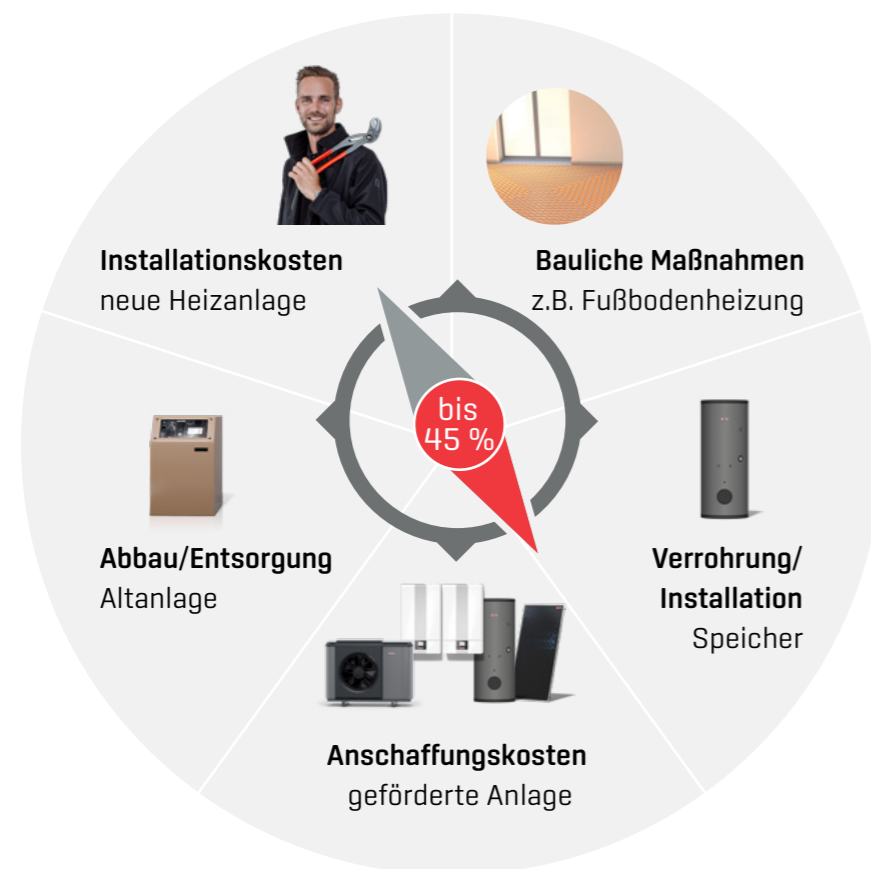 Installationskosten
neue Heizanlage
Bauliche Maßnahmen
z.B. Fußbodenheizung
bis
45 %
Abbau/Entsorgung
Altanlage
Verrohrung/
Installation
Speicher
Anschaffungskosten
geförderte Anlage